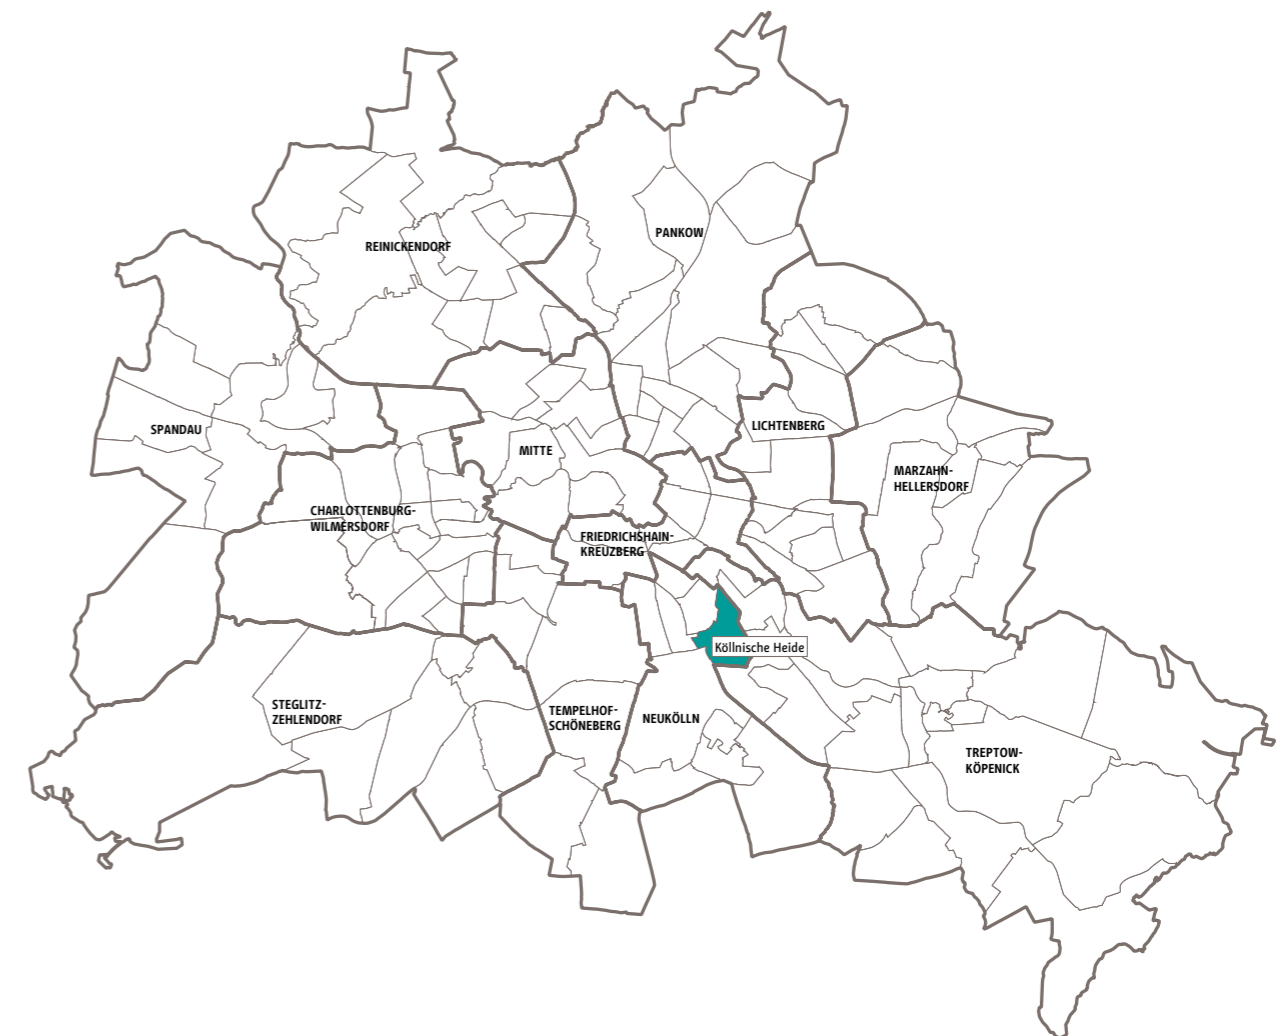 PANKOW
REINICKENDORF
SPANDAU
LICHTENBERG
MITTE
MARZAHN-
HELLERSDORF
CHARLOTTENBURG-
WILMERSDORF
FRIEDRICHSHAIN-
KREUZBERG
Köllnische Heide
STEGLITZ-
ZEHLENDORF
TEMPELHOF-
SCHÖNEBERG
NEUKÖLLN
TREPTOW-
KÖPENICK